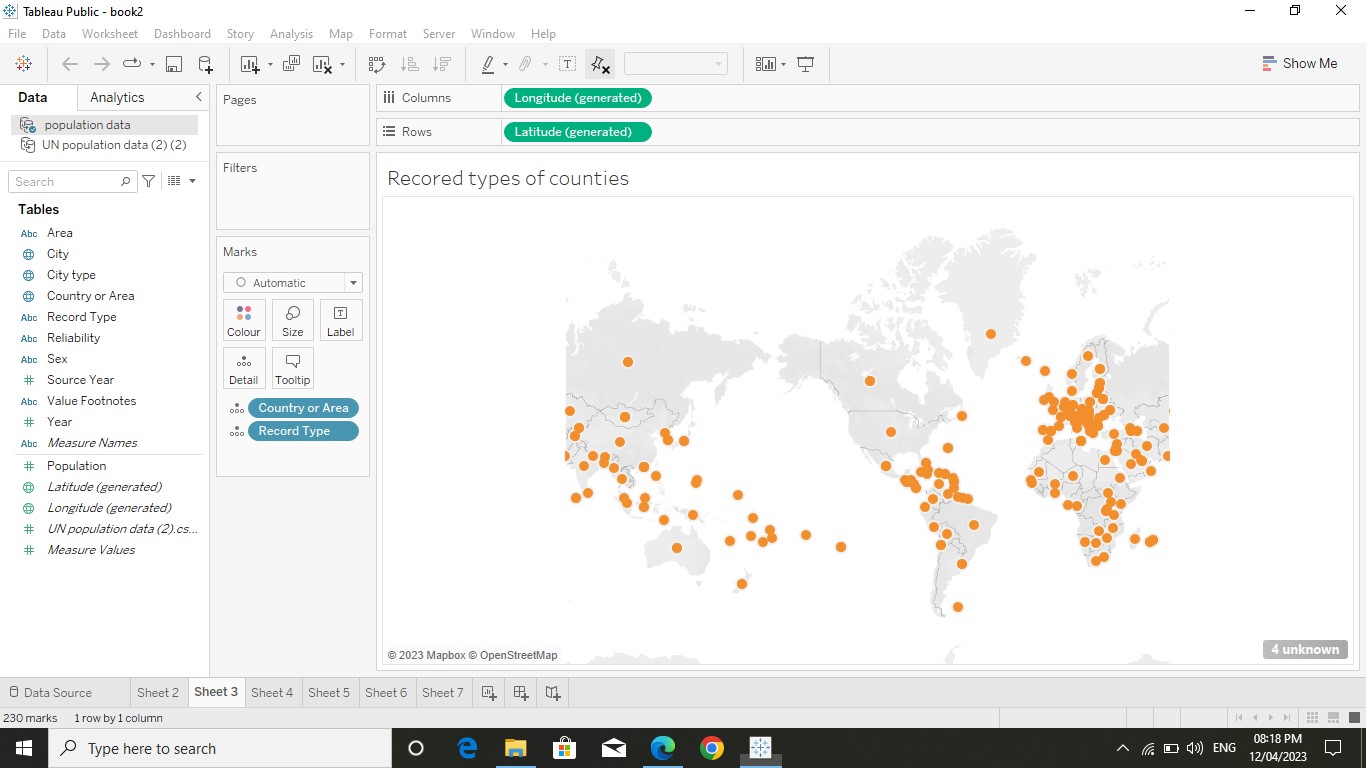 Tableau Public - book2
File Data Worksheet Dashboard Story Analysis Map Format Server Window Help
Show Me
Data Analytics
population data
UN population data (2) (2)
Search
Tables
Abc Area
City
City type
Country or Area
Abc Record Type
Abc Reliability
Abc Sex
# Source Year
Abc Value Footnotes
# Year
Abc Measure Names
# Population
Latitude (generated)
Longitude (generated)
# UN population data (2).cs...
# Measure Values
Pages
Filters
Marks
Automatic
Colour Size Label
Detail Tooltip
Country or Area
Record Type
Columns Longitude (generated)
Rows Latitude (generated)
Recored types of counties
© 2023 Mapbox © OpenStreetMap
4 unknown
Data Source Sheet 2 Sheet 3 Sheet 4 Sheet 5 Sheet 6 Sheet 7
230 marks 1 row by 1 column
Type here to search
ENG
08:18 PM
12/04/2023